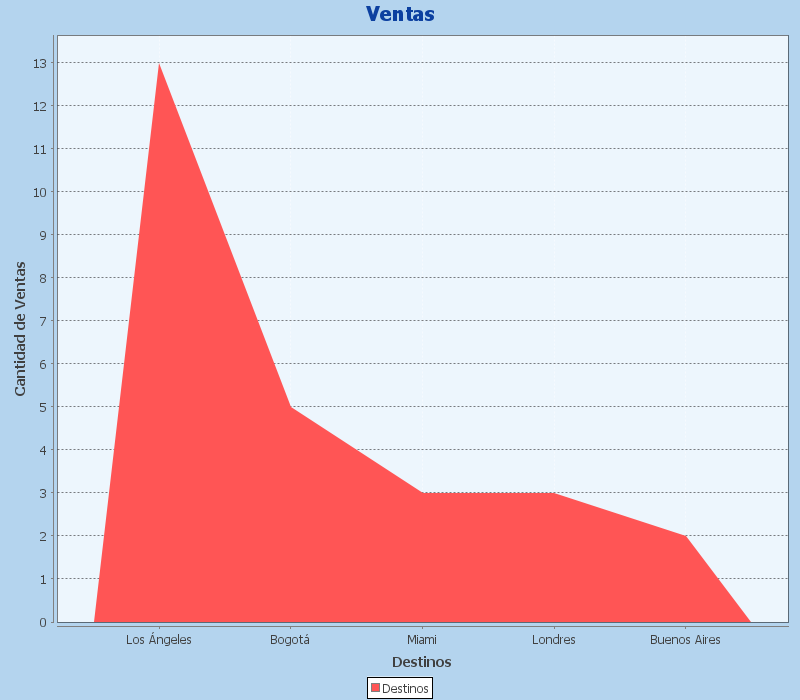 Ventas
Cantidad de Ventas
13
12
11
10
9
8
7
6
5
4
3
2
1
0
Los Ángeles Bogotá Miami Londres Buenos Aires
Destinos
Destinos